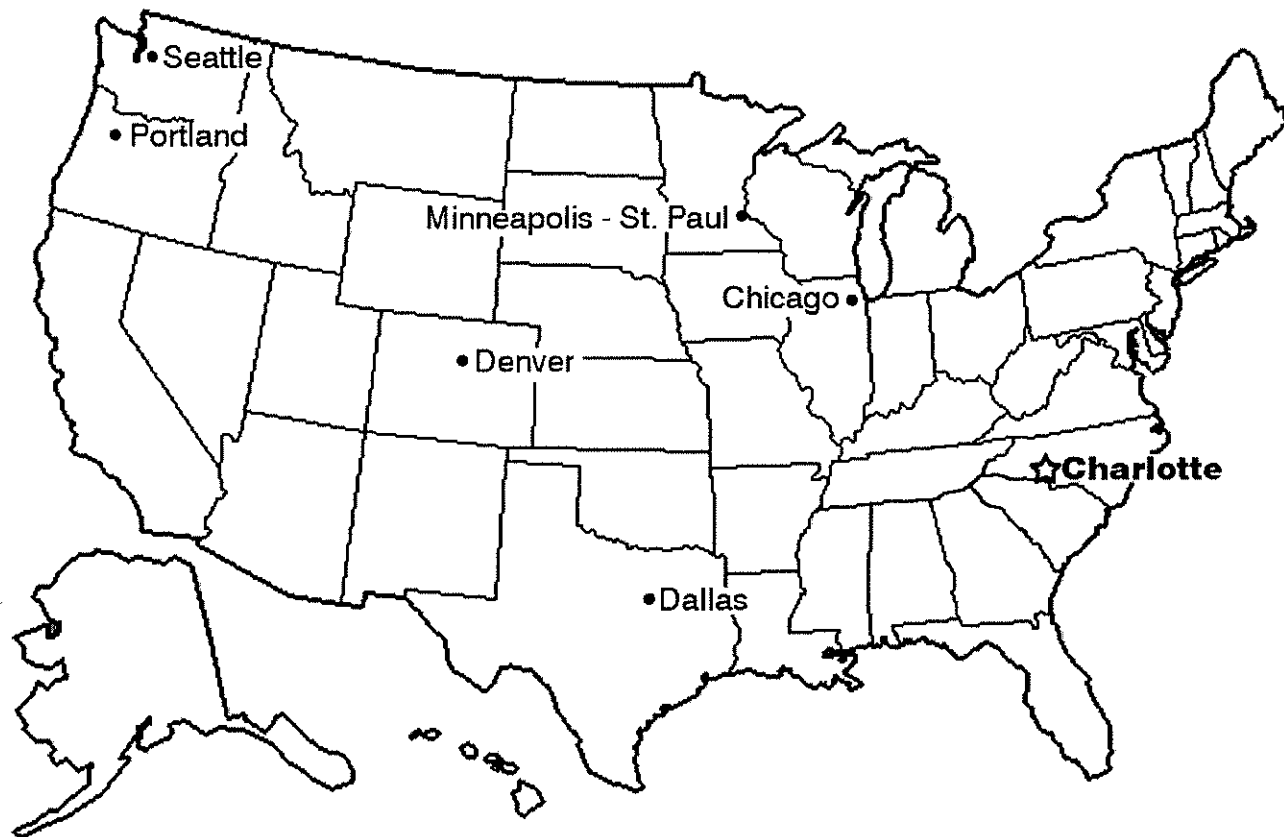 Seattle
Portland
Minneapolis - St. Paul
Chicago
Denver
Charlotte
Dallas